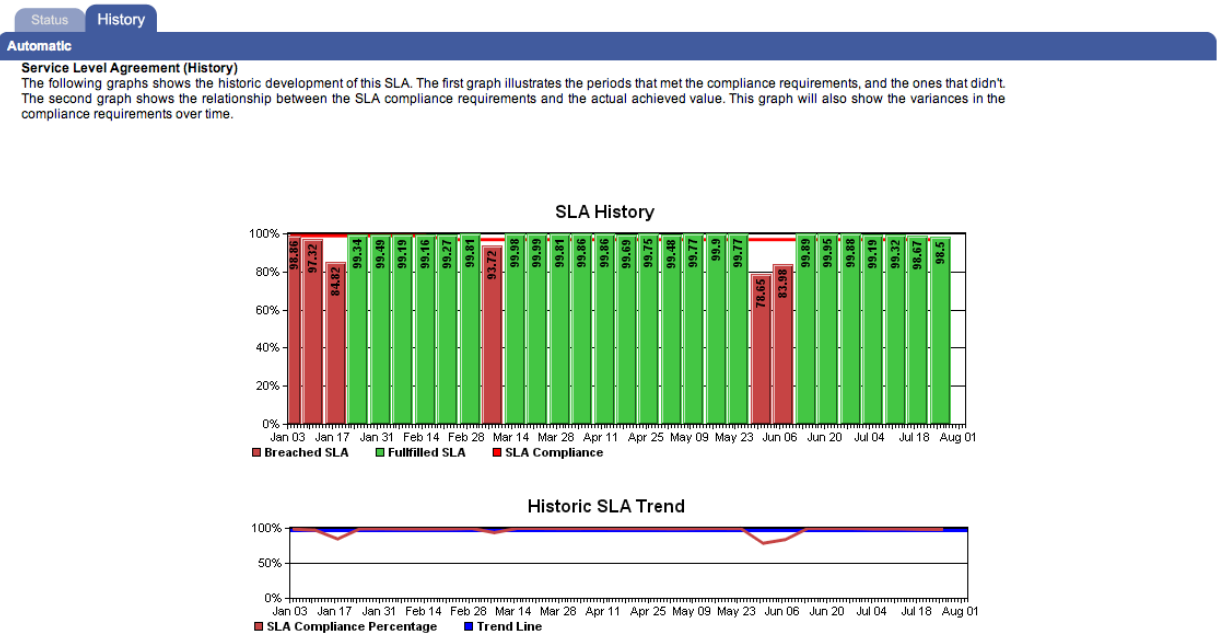 Status History
Automatic
Service Level Agreement (History)
The following graphs shows the historic development of this SLA. The first graph illustrates the periods that met the compliance requirements, and the ones that didn't.
The second graph shows the relationship between the SLA compliance requirements and the actual achieved value. This graph will also show the variances in the
compliance requirements over time.
SLA History
100%
80%
60%
40%
20%
0%
98.86 97.32 84.82 99.34 99.49 99.19 99.16 99.27 99.81 93.72 99.98 99.99 99.81 99.86 99.86 99.69 99.75 99.48 99.77 99.9 99.77 78.65 83.98 99.89 99.95 99.88 99.19 99.32 98.67 98.5
Jan 03 Jan 17 Jan 31 Feb 14 Feb 28 Mar 14 Mar 28 Apr 11 Apr 25 May 09 May 23 Jun 06 Jun 20 Jul 04 Jul 18 Aug 01
Breached SLA Fullfilled SLA SLA Compliance
Historic SLA Trend
100%
50%
0%
Jan 03 Jan 17 Jan 31 Feb 14 Feb 28 Mar 14 Mar 28 Apr 11 Apr 25 May 09 May 23 Jun 06 Jun 20 Jul 04 Jul 18 Aug 01
SLA Compliance Percentage Trend Line